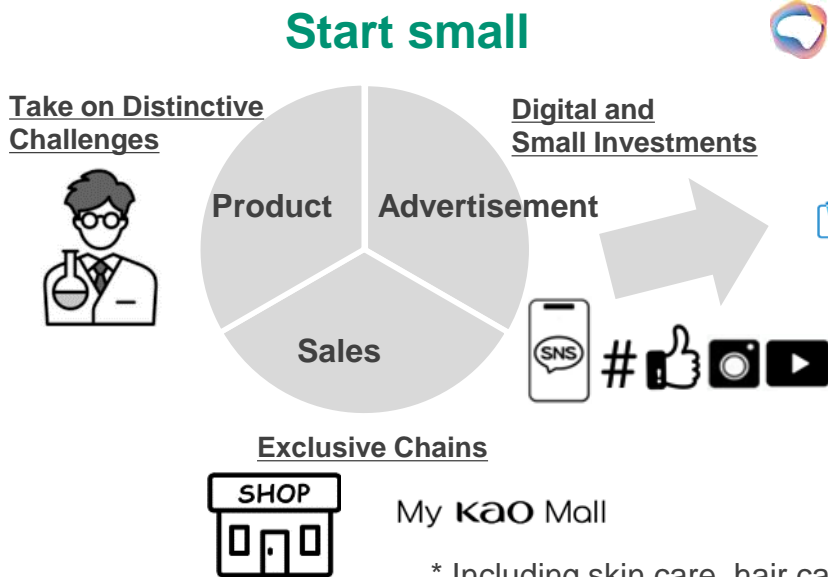 Start small
Take on Distinctive
Challenges
Digital and
Small Investments
Product
Advertisement
Sales
SNS
#
Exclusive Chains
SHOP
My Kao Mall
* Including skin care, hair